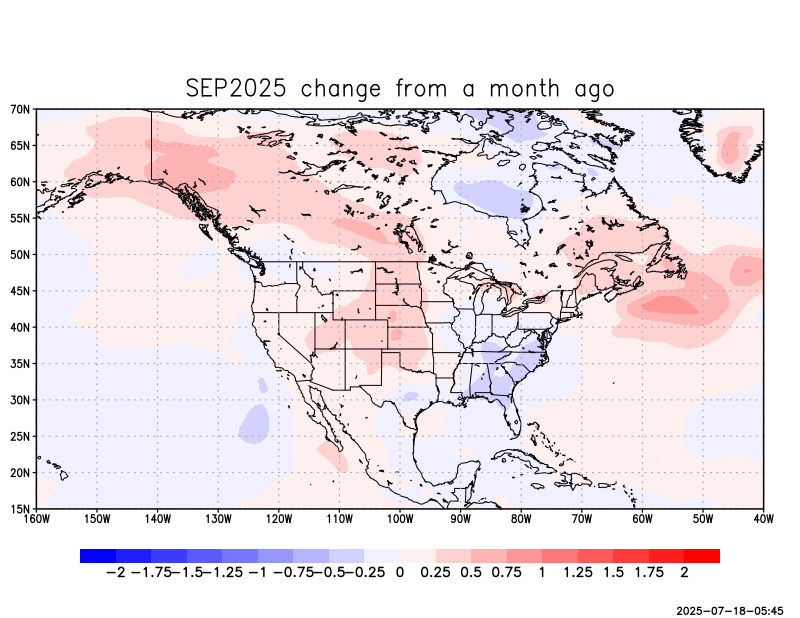 SEP2025 change from a month ago
70N
65N
60N
55N
50N
45N
40N
35N
30N
25N
20N
15N
160W 150W 140W 130W 120W 110W 100W 90W 80W 70W 60W 50W 40W
−2 −1.75 −1.5 −1.25 −1 −0.75 −0.5 −0.25 0 0.25 0.5 0.75 1 1.25 1.5 1.75 2
2025-07-18-05:45